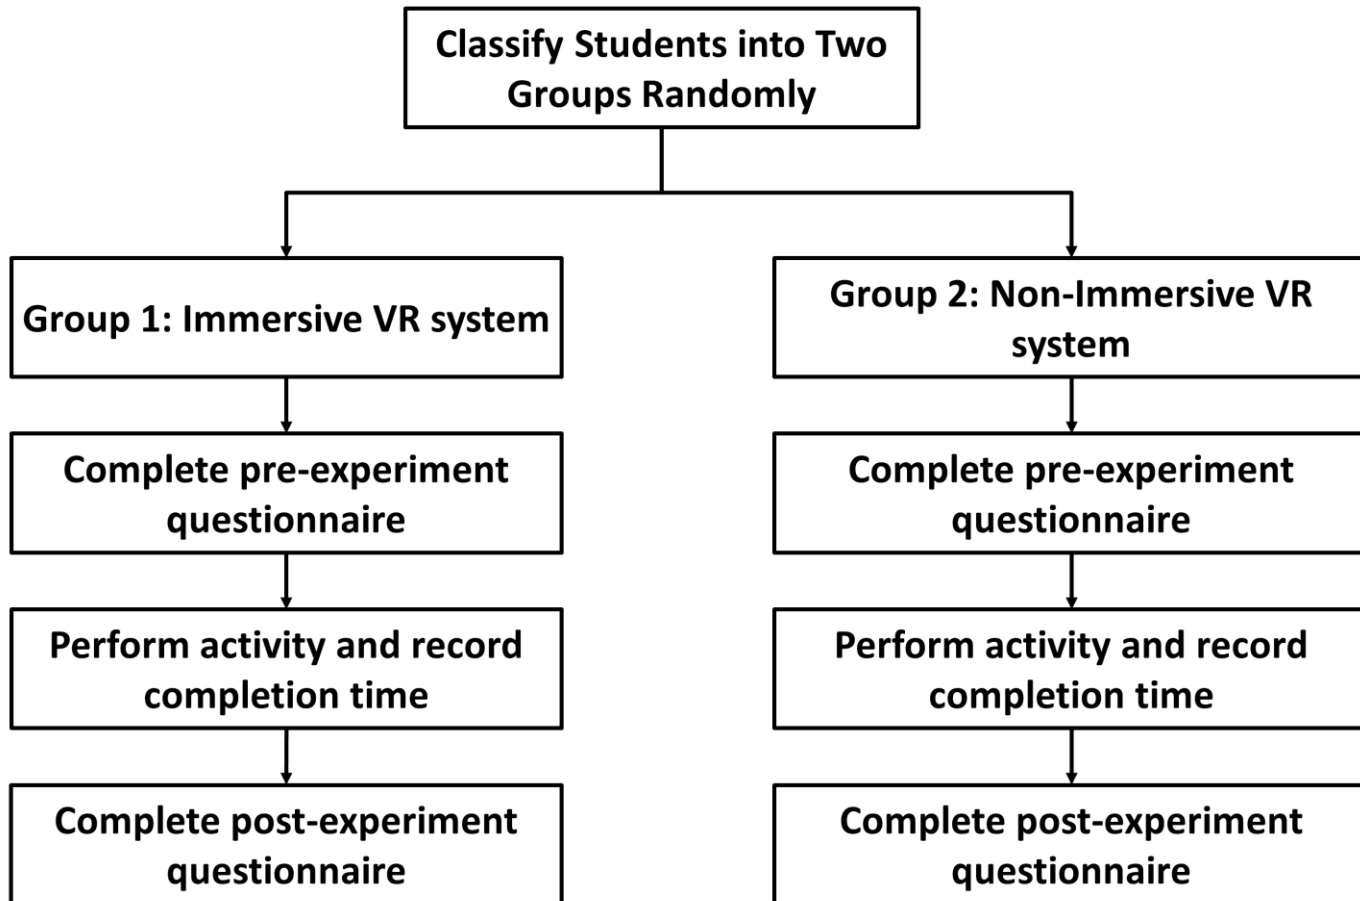 Classify Students into Two
Groups Randomly
Group 1: Immersive VR system
Group 2: Non-Immersive VR
system
Complete pre-experiment
questionnaire
Complete pre-experiment
questionnaire
Perform activity and record
completion time
Perform activity and record
completion time
Complete post-experiment
questionnaire
Complete post-experiment
questionnaire